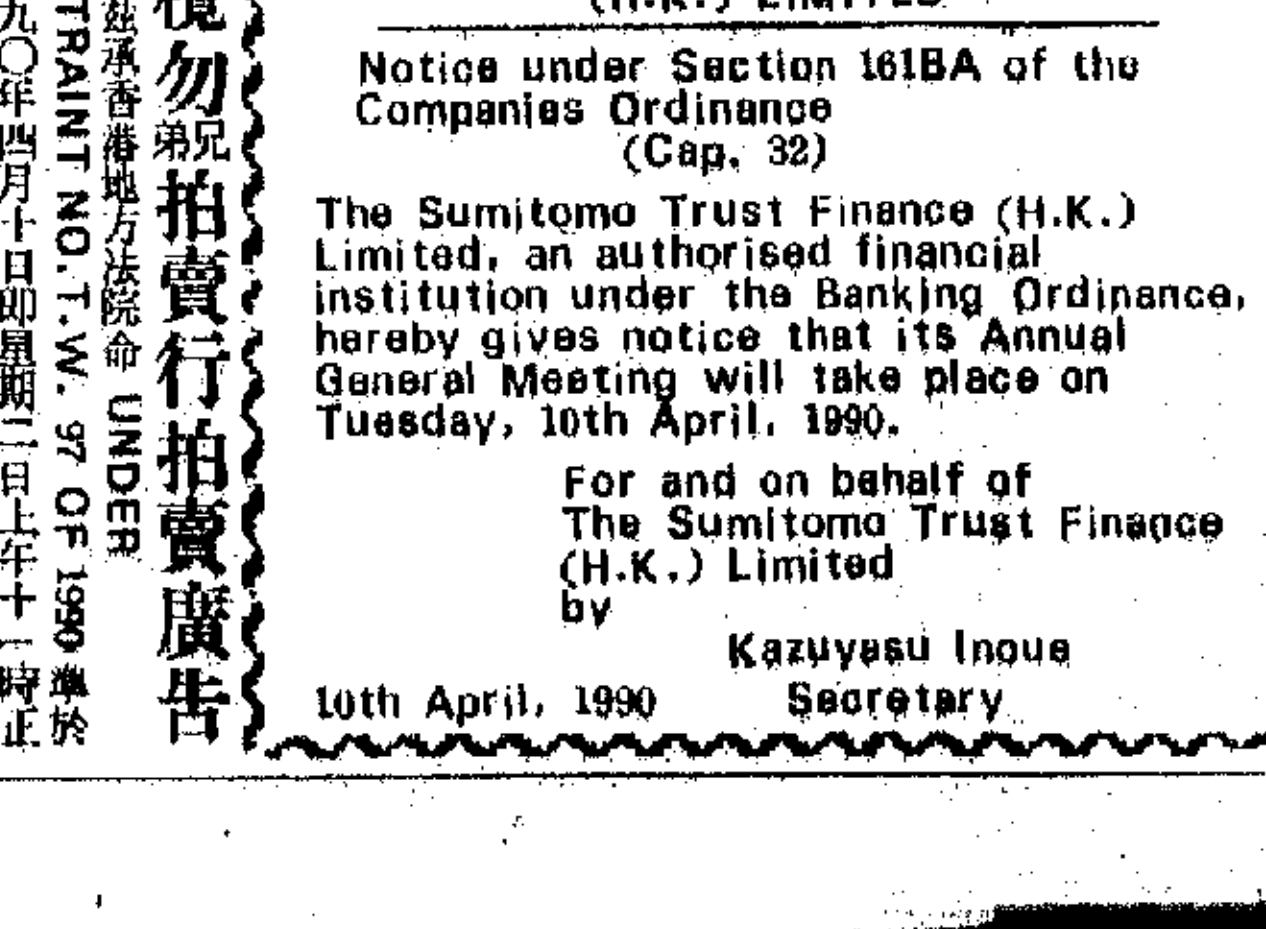 (H.K.) LIMITED
Notice under Section 161BA of the
Companies Ordinance
(Cap. 32)
The Sumitomo Trust Finance (H.K.)
Limited, an authorised financial
institution under the Banking Ordinance,
hereby gives notice that its Annual
General Meeting will take place on
Tuesday, 10th April, 1990.
For and on behalf of
The Sumitomo Trust Finance
(H.K.) Limited
by
Kazuyasu Inoue
10th April, 1990 Secretary
視勿兄弟拍賣行拍賣廣告
茲承香港地方法院命 UNDER
TRAINT NO. T.W. 97 OF 1990 準於
九〇年四月十日即星期二日上午十一時正